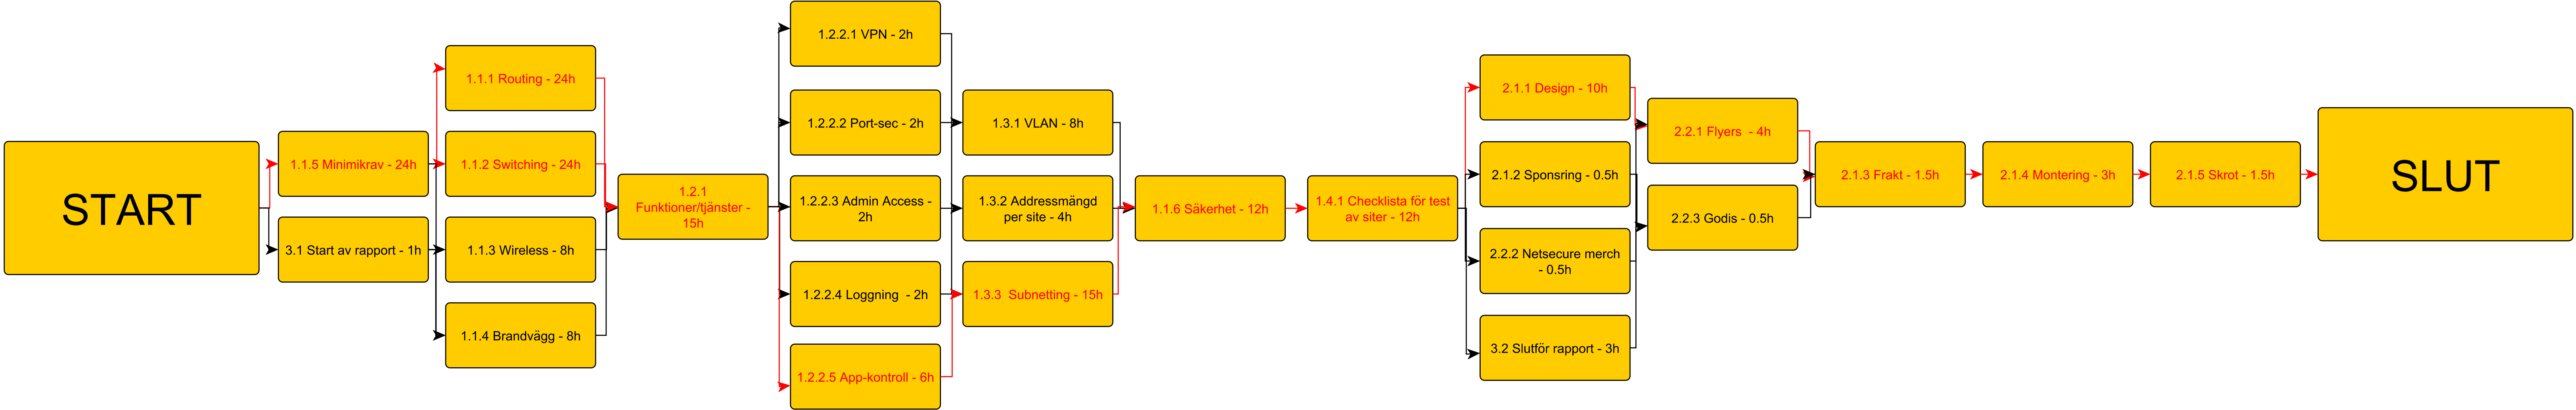 START
1.1.5 Minimikrav - 24h
3.1 Start av rapport - 1h
1.1.1 Routing - 24h
1.1.2 Switching - 24h
1.1.3 Wireless - 8h
1.1.4 Brandvägg - 8h
1.2.1
Funktioner/tjänster -
15h
1.2.2.1 VPN - 2h
1.2.2.2 Port-sec - 2h
1.2.2.3 Admin Access -
2h
1.2.2.4 Loggning - 2h
1.2.2.5 App-kontroll - 6h
1.3.1 VLAN - 8h
1.3.2 Addressmängd
per site - 4h
1.3.3 Subnetting - 15h
1.1.6 Säkerhet - 12h
1.4.1 Checklista för test
av siter - 12h
2.1.1 Design - 10h
2.1.2 Sponsring - 0.5h
2.2.2 Netsecure merch
- 0.5h
3.2 Slutför rapport - 3h
2.2.1 Flyers - 4h
2.2.3 Godis - 0.5h
2.1.3 Frakt - 1.5h
2.1.4 Montering - 3h
2.1.5 Skrot - 1.5h
SLUT